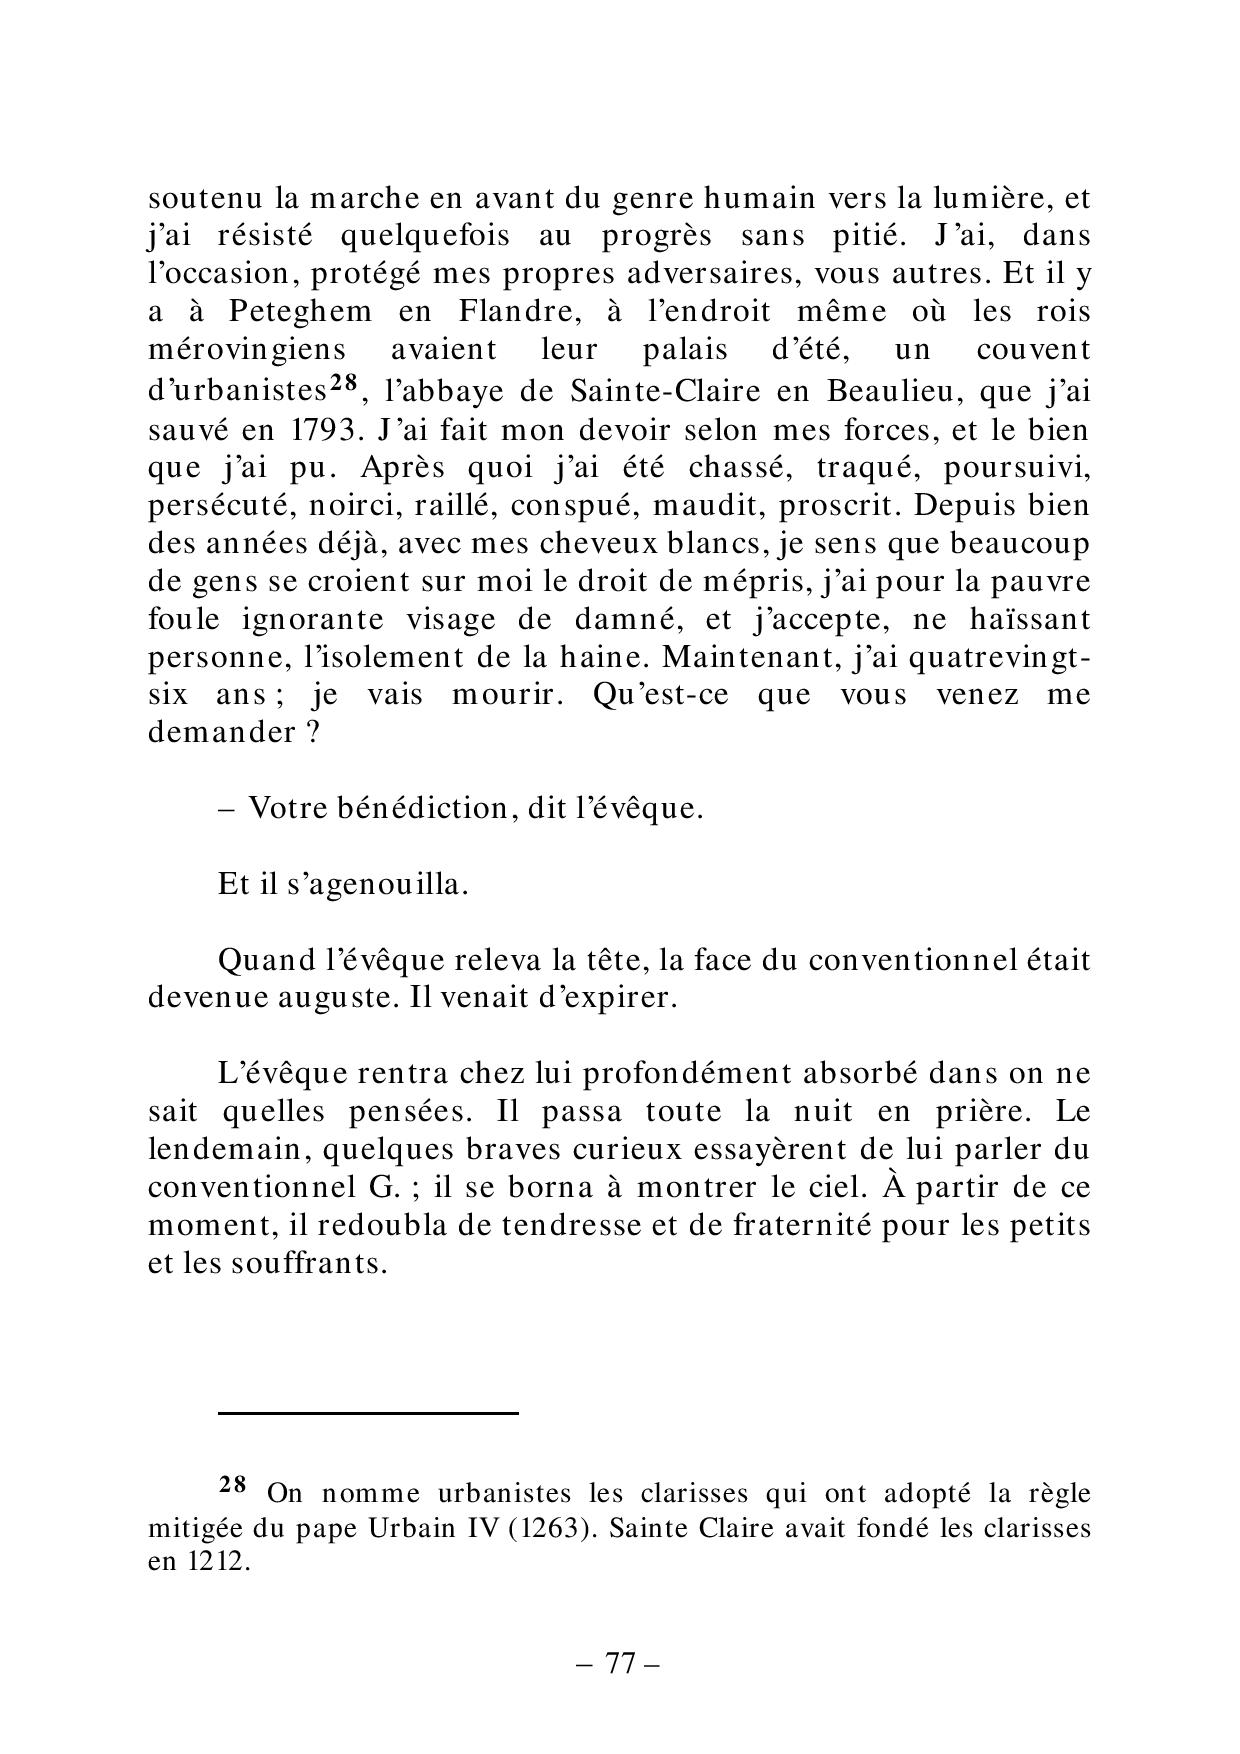 soutenu la marche en avant du genre humain vers la lumière, et
j’ai résisté quelquefois au progrès sans pitié. J’ai, dans
l’occasion, protégé mes propres adversaires, vous autres. Et il y
a à Peteghem en Flandre, à l’endroit même où les rois
mérovingiens avaient leur palais d’été, un couvent
d’urbanistes28, l’abbaye de Sainte-Claire en Beaulieu, que j’ai
sauvé en 1793. J’ai fait mon devoir selon mes forces, et le bien
que j’ai pu. Après quoi j’ai été chassé, traqué, poursuivi,
persécuté, noirci, raillé, conspué, maudit, proscrit. Depuis bien
des années déjà, avec mes cheveux blancs, je sens que beaucoup
de gens se croient sur moi le droit de mépris, j’ai pour la pauvre
foule ignorante visage de damné, et j’accepte, ne haïssant
personne, l’isolement de la haine. Maintenant, j’ai quatrevingt-
six ans ; je vais mourir. Qu’est-ce que vous venez me
demander ?
– Votre bénédiction, dit l’évêque.
Et il s’agenouilla.
Quand l’évêque releva la tête, la face du conventionnel était
devenue auguste. Il venait d’expirer.
L’évêque rentra chez lui profondément absorbé dans on ne
sait quelles pensées. Il passa toute la nuit en prière. Le
lendemain, quelques braves curieux essayèrent de lui parler du
conventionnel G. ; il se borna à montrer le ciel. À partir de ce
moment, il redoubla de tendresse et de fraternité pour les petits
et les souffrants.
28 On nomme urbanistes les clarisses qui ont adopté la règle
mitigée du pape Urbain IV (1263). Sainte Claire avait fondé les clarisses
en 1212.
– 77 –